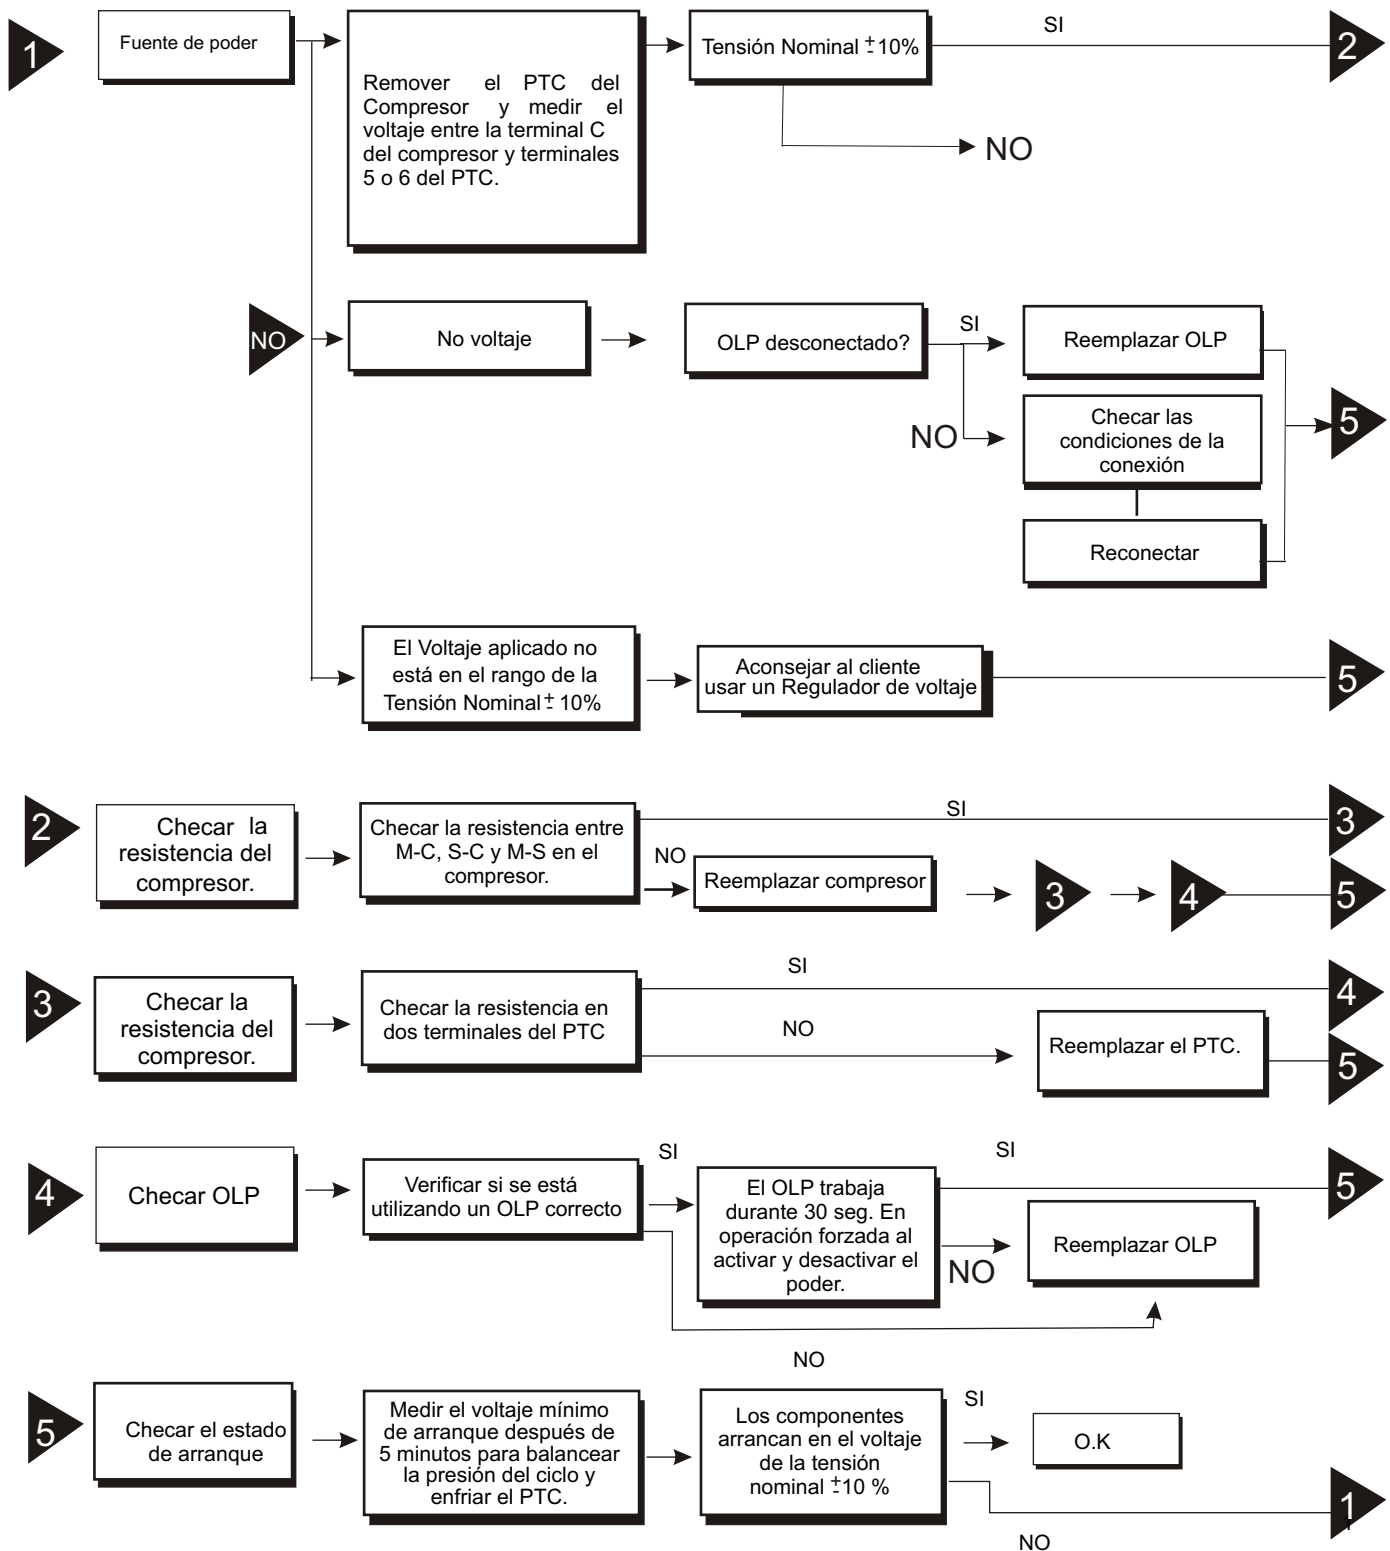 1
Fuente de poder
Remover el PTC del
Compresor y medir el
voltaje entre la terminal C
del compresor y terminales
5 o 6 del PTC.
Tensión Nominal ±10%
SI
2
NO
NO
No voltaje
OLP desconectado?
SI
Reemplazar OLP
NO
Checar las
condiciones de la
conexión
Reconectar
5
El Voltaje aplicado no
está en el rango de la
Tensión Nominal ± 10%
Aconsejar al cliente
usar un Regulador de voltaje
5
2
Checar la
resistencia del
compresor.
Checar la resistencia entre
M-C, S-C y M-S en el
compresor.
SI
3
NO
Reemplazar compresor
3
4
5
3
Checar la
resistencia del
compresor.
Checar la resistencia en
dos terminales del PTC
SI
4
NO
Reemplazar el PTC.
5
4
Checar OLP
Verificar si se está
utilizando un OLP correcto
SI
El OLP trabaja
durante 30 seg. En
operación forzada al
activar y desactivar el
poder.
SI
5
NO
Reemplazar OLP
NO
5
Checar el estado
de arranque
Medir el voltaje mínimo
de arranque después de
5 minutos para balancear
la presión del ciclo y
enfriar el PTC.
Los componentes
arrancan en el voltaje
de la tensión
nominal ±10 %
SI
O.K
NO
1